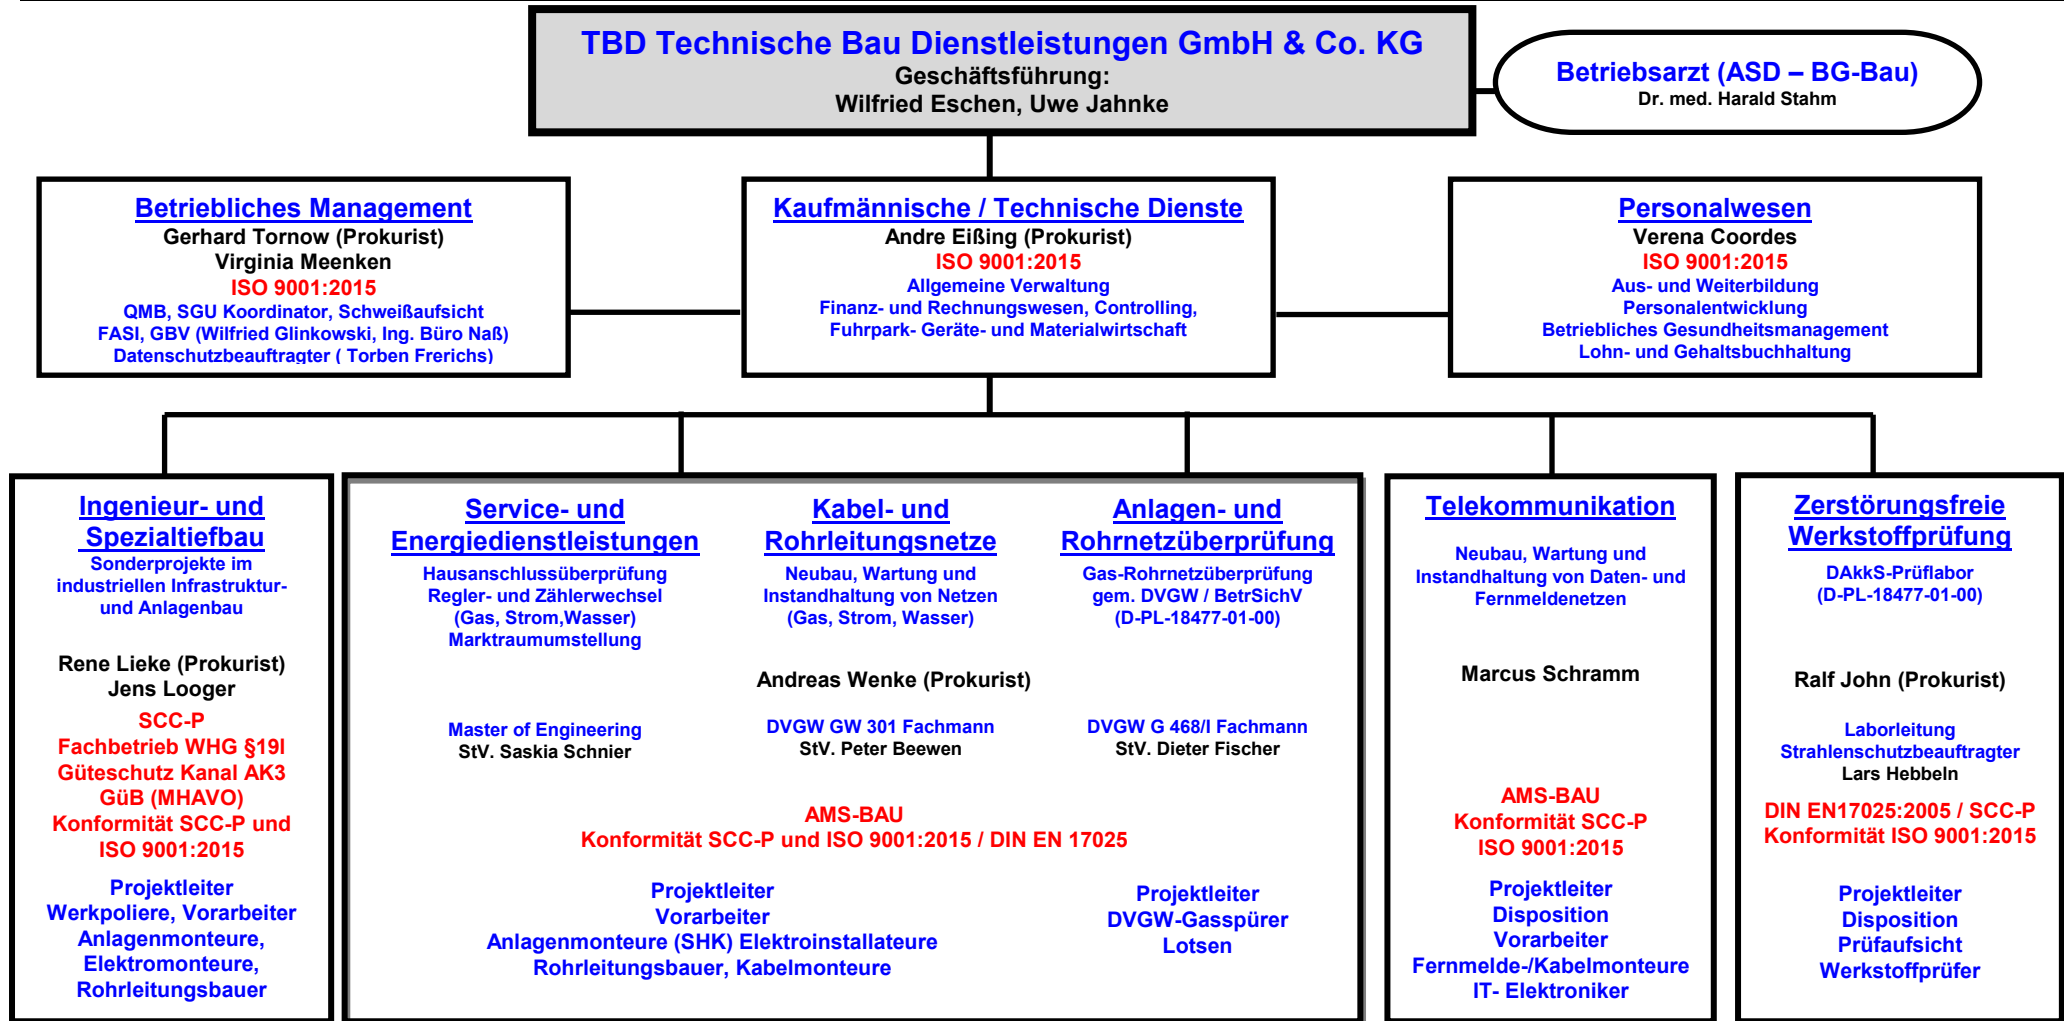 TBD Technische Bau Dienstleistungen GmbH & Co. KG
Geschäftsführung:
Wilfried Eschen, Uwe Jahnke
Betriebsarzt (ASD – BG-Bau)
Dr. med. Harald Stahm
Betriebliches Management
Gerhard Tornow (Prokurist)
Virginia Meenken
ISO 9001:2015
QMB, SGU Koordinator, Schweißaufsicht
FASI, GBV (Wilfried Glinkowski, Ing. Büro Naß)
Datenschutzbeauftragter ( Torben Frerichs)
Kaufmännische / Technische Dienste
Andre Eißing (Prokurist)
ISO 9001:2015
Allgemeine Verwaltung
Finanz- und Rechnungswesen, Controlling,
Fuhrpark- Geräte- und Materialwirtschaft
Personalwesen
Verena Coordes
ISO 9001:2015
Aus- und Weiterbildung
Personalentwicklung
Betriebliches Gesundheitsmanagement
Lohn- und Gehaltsbuchhaltung
Ingenieur- und
Spezialtiefbau
Sonderprojekte im
industriellen Infrastruktur-
und Anlagenbau
Rene Lieke (Prokurist)
Jens Looger
SCC-P
Fachbetrieb WHG §19l
Güteschutz Kanal AK3
GüB (MHAVO)
Konformität SCC-P und
ISO 9001:2015
Projektleiter
Werkpoliere, Vorarbeiter
Anlagenmonteure,
Elektromonteure,
Rohrleitungsbauer
Service- und
Energiedienstleistungen
Hausanschlussüberprüfung
Regler- und Zählerwechsel
(Gas, Strom,Wasser)
Marktraumumstellung
Kabel- und
Rohrleitungsnetze
Neubau, Wartung und
Instandhaltung von Netzen
(Gas, Strom, Wasser)
Anlagen- und
Rohrnetzüberprüfung
Gas-Rohrnetzüberprüfung
gem. DVGW / BetrSichV
(D-PL-18477-01-00)
Andreas Wenke (Prokurist)
Master of Engineering
StV. Saskia Schnier
DVGW GW 301 Fachmann
StV. Peter Beewen
DVGW G 468/I Fachmann
StV. Dieter Fischer
AMS-BAU
Konformität SCC-P und ISO 9001:2015 / DIN EN 17025
Projektleiter
Vorarbeiter
Anlagenmonteure (SHK) Elektroinstallateure
Rohrleitungsbauer, Kabelmonteure
Projektleiter
DVGW-Gasspürer
Lotsen
Telekommunikation
Neubau, Wartung und
Instandhaltung von Daten- und
Fernmeldenetzen
Marcus Schramm
AMS-BAU
Konformität SCC-P
ISO 9001:2015
Projektleiter
Disposition
Vorarbeiter
Fernmelde-/Kabelmonteure
IT- Elektroniker
Zerstörungsfreie
Werkstoffprüfung
DAkkS-Prüflabor
(D-PL-18477-01-00)
Ralf John (Prokurist)
Laborleitung
Strahlenschutzbeauftragter
Lars Hebbeln
DIN EN17025:2005 / SCC-P
Konformität ISO 9001:2015
Projektleiter
Disposition
Prüfaufsicht
Werkstoffprüfer